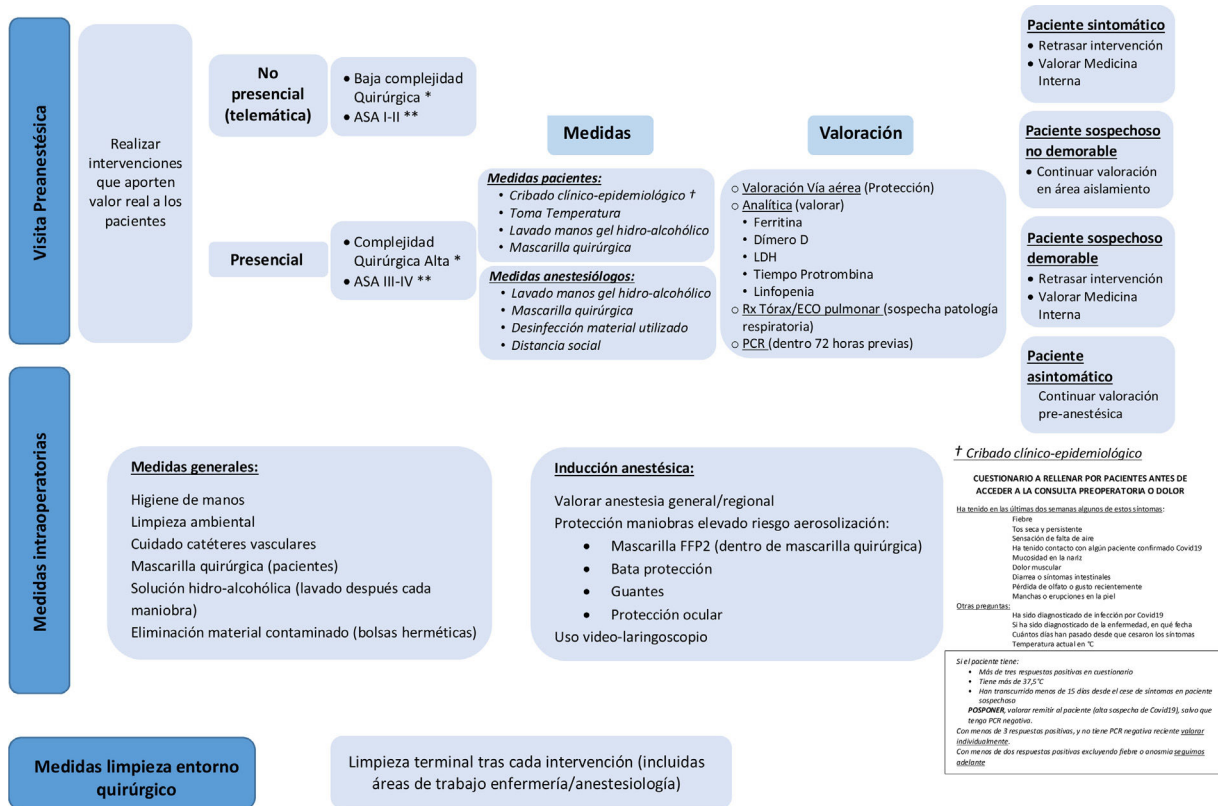 Visita Preanestésica
Realizar
intervenciones
que aporten
valor real a los
pacientes
No
presencial
(telemática)
• Baja complejidad
Quirúrgica *
• ASA I-II **
Presencial
• Complejidad
Quirúrgica Alta *
• ASA III-IV **
Medidas
Medidas pacientes:
• Cribado clínico-epidemiológico †
• Toma Temperatura
• Lavado manos gel hidro-alcohólico
• Mascarilla quirúrgica
Medidas anestesiólogos:
• Lavado manos gel hidro-alcohólico
• Mascarilla quirúrgica
• Desinfección material utilizado
• Distancia social
Valoración
○ Valoración Vía aérea (Protección)
○ Analítica (valorar)
• Ferritina
• Dímero D
• LDH
• Tiempo Protrombina
• Linfopenia
○ Rx Tórax/ECO pulmonar (sospecha patología
respiratoria)
○ PCR (dentro 72 horas previas)
Paciente sintomático
• Retrasar intervención
• Valorar Medicina
Interna
Paciente sospechoso
no demorable
• Continuar valoración
en área aislamiento
Paciente sospechoso
demorable
• Retrasar intervención
• Valorar Medicina
Interna
Paciente
asintomático
Continuar valoración
pre-anestésica
Medidas intraoperatorias
Medidas generales:
Higiene de manos
Limpieza ambiental
Cuidado catéteres vasculares
Mascarilla quirúrgica (pacientes)
Solución hidro-alcohólica (lavado después cada
maniobra)
Eliminación material contaminado (bolsas herméticas)
Inducción anestésica:
Valorar anestesia general/regional
Protección maniobras elevado riesgo aerosolización:
• Mascarilla FFP2 (dentro de mascarilla quirúrgica)
• Bata protección
• Guantes
• Protección ocular
Uso video-laringoscopio
† Cribado clínico-epidemiológico
CUESTIONARIO A RELLENAR POR PACIENTES ANTES DE
ACCEDER A LA CONSULTA PREOPERATORIA O DOLOR
Ha tenido en las últimas dos semanas algunos de estos síntomas:
Fiebre
Tos seca y persistente
Sensación de falta de aire
Ha tenido contacto con algún paciente confirmado Covid19
Mucosidad en la nariz
Dolor muscular
Diarrea o síntomas intestinales
Pérdida de olfato o gusto recientemente
Manchas o erupciones en la piel
Otras preguntas:
Ha sido diagnosticado de infección por Covid19
Si ha sido diagnosticado de la enfermedad, en qué fecha
Cuántos días han pasado desde que cesaron los síntomas
Temperatura actual en °C
Si el paciente tiene:
• Más de tres respuestas positivas en cuestionario
• Tiene más de 37,5°C
• Han transcurrido menos de 15 días desde el cese de síntomas en paciente
sospechoso
POSPONER, valorar remitir al paciente (alta sospecha de Covid19), salvo que
tenga PCR negativa.
Con menos de 3 respuestas positivas, y no tiene PCR negativa reciente valorar
individualmente.
Con menos de dos respuestas positivas excluyendo fiebre o anosmia seguimos
adelante
Medidas limpieza entorno
quirúrgico
Limpieza terminal tras cada intervención (incluidas
áreas de trabajo enfermería/anestesiología)